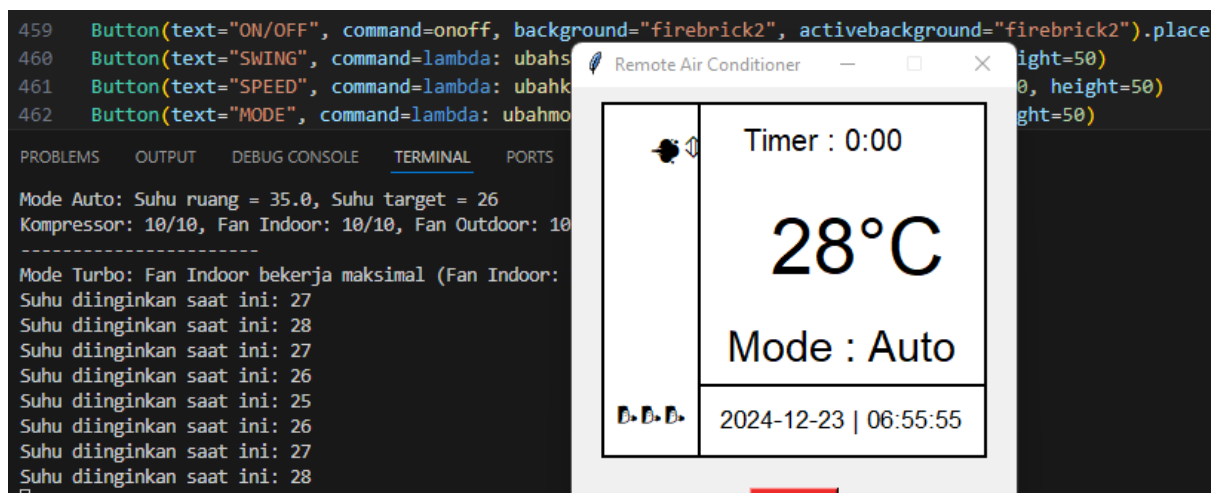 459 Button(text="ON/OFF", command=onoff, background="firebrick2", activebackground="firebrick2").place
460 Button(text="SWING", command=lambda: ubahs
ight=50)
461 Button(text="SPEED", command=lambda: ubahk
0, height=50)
462 Button(text="MODE", command=lambda: ubahmo
ght=50)
PROBLEMS OUTPUT DEBUG CONSOLE TERMINAL PORTS
Mode Auto: Suhu ruang = 35.0, Suhu target = 26
Kompressor: 10/10, Fan Indoor: 10/10, Fan Outdoor: 10
------------------------
Mode Turbo: Fan Indoor bekerja maksimal (Fan Indoor:
Suhu diinginkan saat ini: 27
Suhu diinginkan saat ini: 28
Suhu diinginkan saat ini: 27
Suhu diinginkan saat ini: 26
Suhu diinginkan saat ini: 25
Suhu diinginkan saat ini: 26
Suhu diinginkan saat ini: 27
Suhu diinginkan saat ini: 28
Remote Air Conditioner
Timer : 0:00
28°C
Mode : Auto
2024-12-23 | 06:55:55